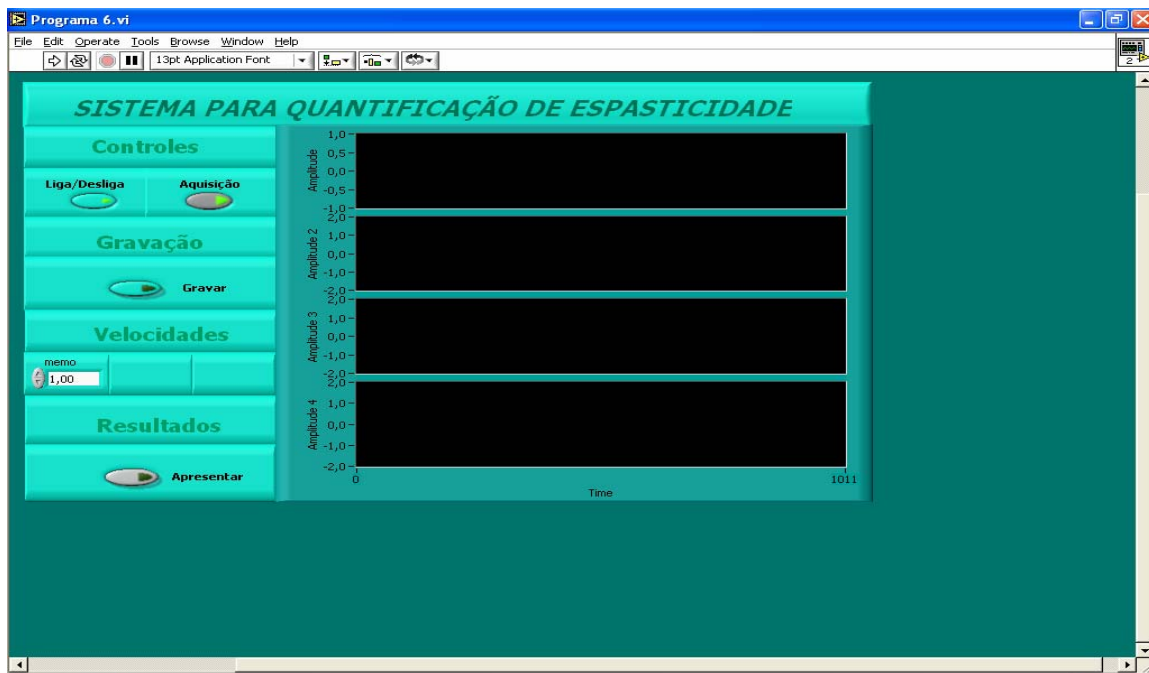 Programa 6.vi
File Edit Operate Tools Browse Window Help
13pt Application Font
2
SISTEMA PARA QUANTIFICAÇÃO DE ESPASTICIDADE
Controles
Liga/Desliga Aquisição
Gravação
Gravar
Velocidades
memo
1,00
Resultados
Apresentar
Amplitude
1,0
0,5
0,0
-0,5
-1,0
Amplitude 2
2,0
1,0
0,0
-1,0
-2,0
Amplitude 3
2,0
1,0
0,0
-1,0
-2,0
Amplitude 4
2,0
1,0
0,0
-1,0
-2,0
0 1011
Time